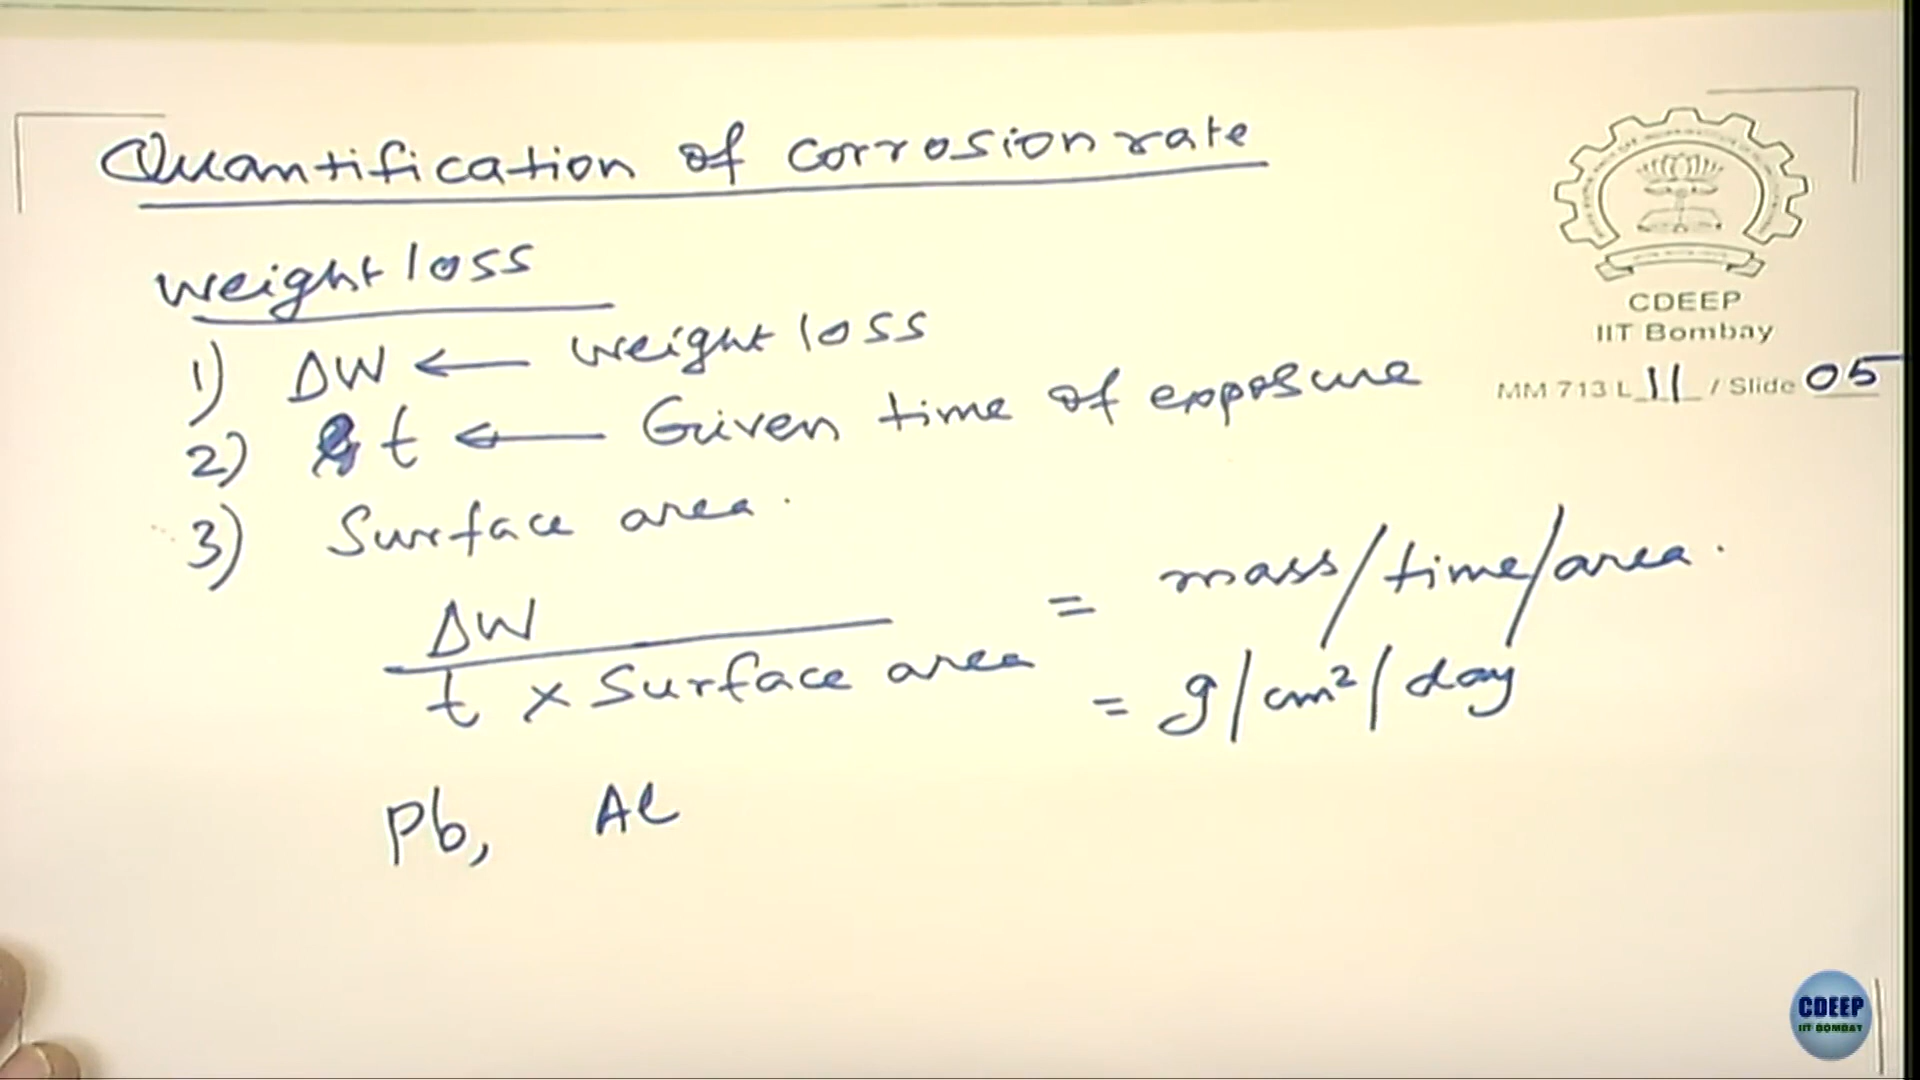 Quantification of corrosion rate
weight loss
1) ΔW ← weight loss
2) t ← Given time of exposure
3) Surface area.
ΔW / t × Surface area = mass/time/area.
= g/cm²/day
Pb, Al
CDEEP
IIT Bombay
MM 713 L 11 / Slide 05
CDEEP
IIT BOMBAY